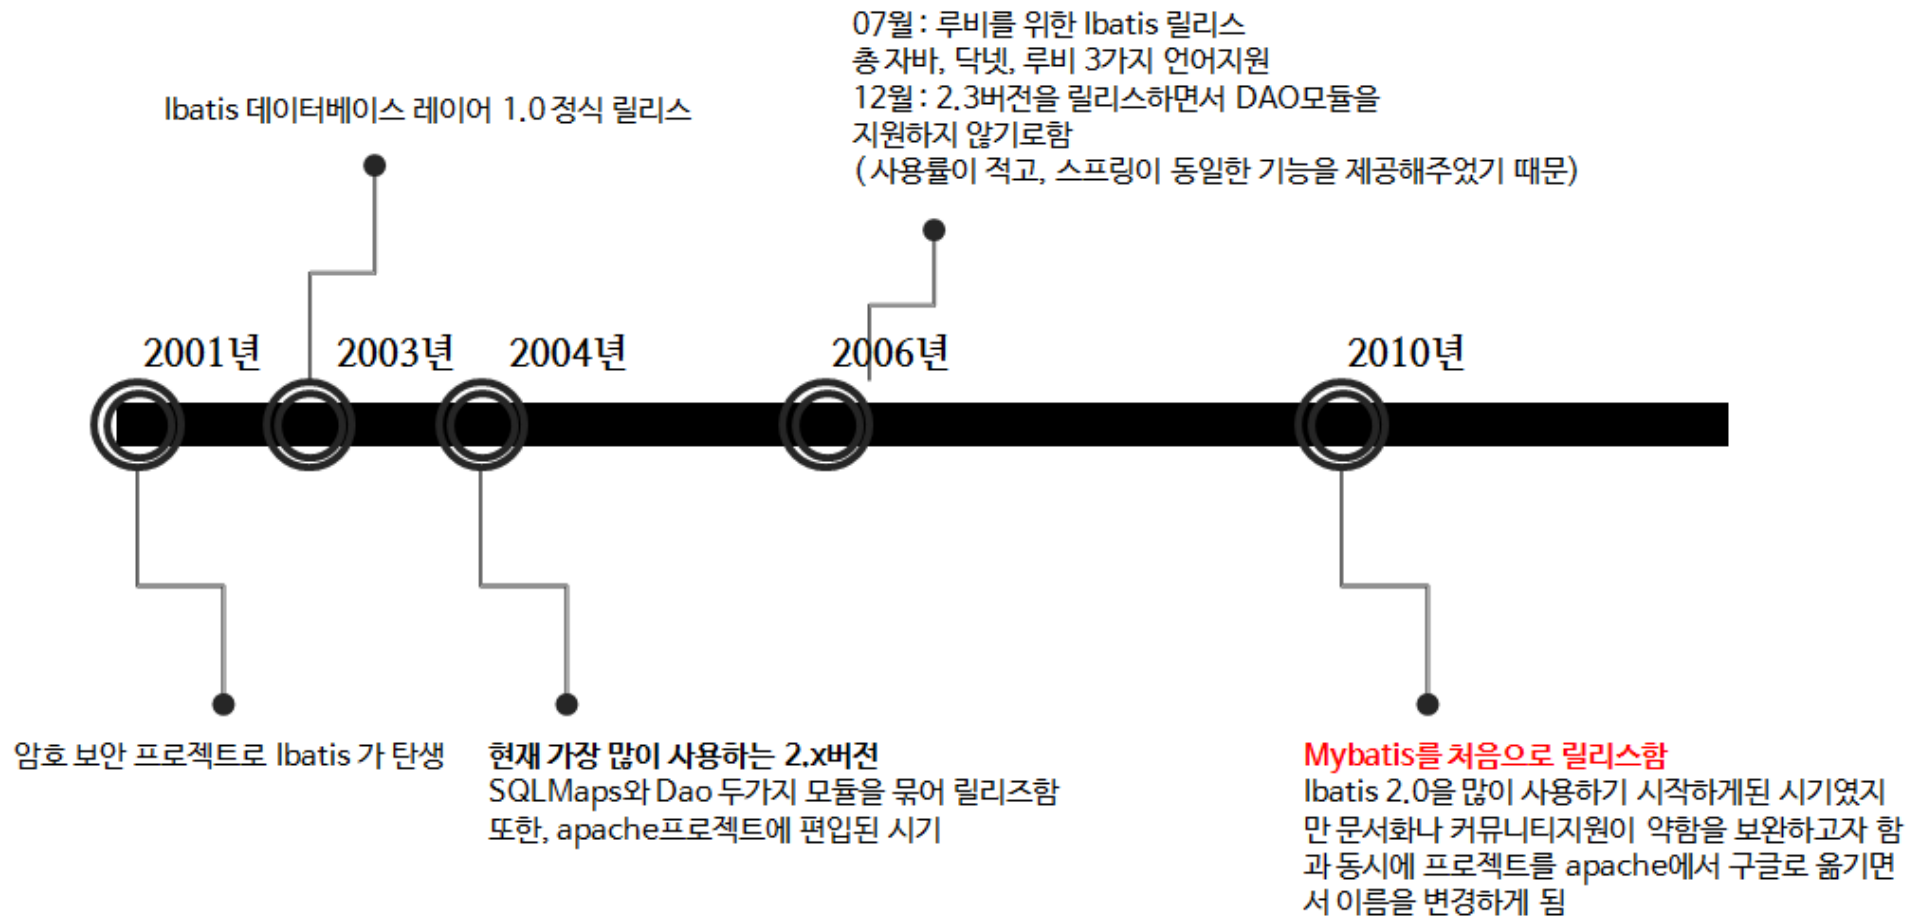 07월 : 루비를 위한 Ibatis 릴리스
총 자바, 닷넷, 루비 3가지 언어지원
12월 : 2.3버전을 릴리스하면서 DAO모듈을
지원하지 않기로함
(사용률이 적고, 스프링이 동일한 기능을 제공해주었기 때문)
Ibatis 데이터베이스 레이어 1.0 정식 릴리스
2001년
2003년
2004년
2006년
2010년
암호 보안 프로젝트로 Ibatis 가 탄생
현재 가장 많이 사용하는 2.x버전
SQLMaps와 Dao 두가지 모듈을 묶어 릴리즈함
또한, apache프로젝트에 편입된 시기
Mybatis를 처음으로 릴리스함
Ibatis 2.0을 많이 사용하기 시작하게된 시기였지
만 문서화나 커뮤니티지원이 약함을 보완하고자 함
과 동시에 프로젝트를 apache에서 구글로 옮기면
서 이름을 변경하게 됨